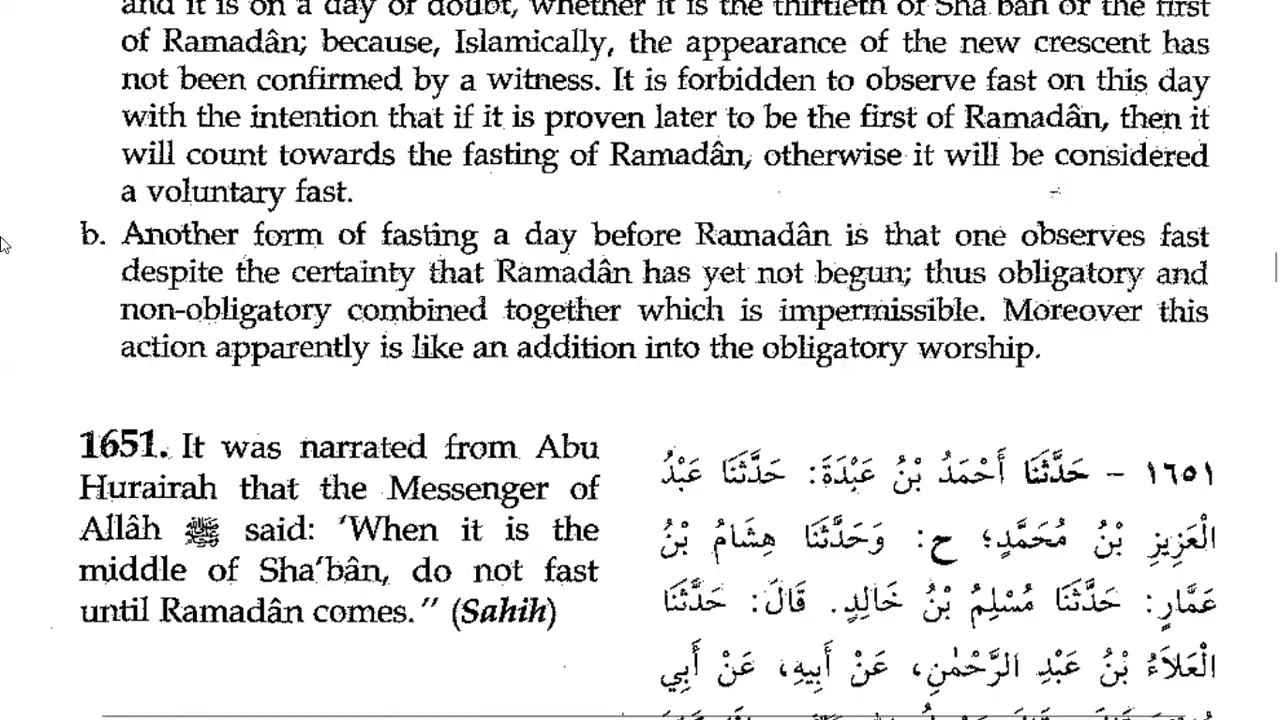 and it is on a day of doubt, whether it is the thirtieth of Sha'bân or the first
of Ramadân; because, Islamically, the appearance of the new crescent has
not been confirmed by a witness. It is forbidden to observe fast on this day
with the intention that if it is proven later to be the first of Ramadân, then it
will count towards the fasting of Ramadân, otherwise it will be considered
a voluntary fast.
b. Another form of fasting a day before Ramadân is that one observes fast
despite the certainty that Ramadân has yet not begun; thus obligatory and
non-obligatory combined together which is impermissible. Moreover this
action apparently is like an addition into the obligatory worship.
1651. It was narrated from Abu
Hurairah that the Messenger of
Allâh ﷺ said: 'When it is the
middle of Sha'bân, do not fast
until Ramadân comes." (Sahih)
١٦٥١ - حَدَّثَنَا أَحْمَدُ بْنُ عَبْدَةَ: حَدَّثَنَا عَبْدُ
الْعَزِيزِ بْنُ مُحَمَّدٍ؛ ح: وَحَدَّثَنَا هِشَامُ بْنُ
عَمَّارٍ: حَدَّثَنَا مُسْلِمُ بْنُ خَالِدٍ. قَالَ: حَدَّثَنَا
الْعَلَاءُ بْنُ عَبْدِ الرَّحْمٰنِ، عَنْ أَبِيهِ، عَنْ أَبِي